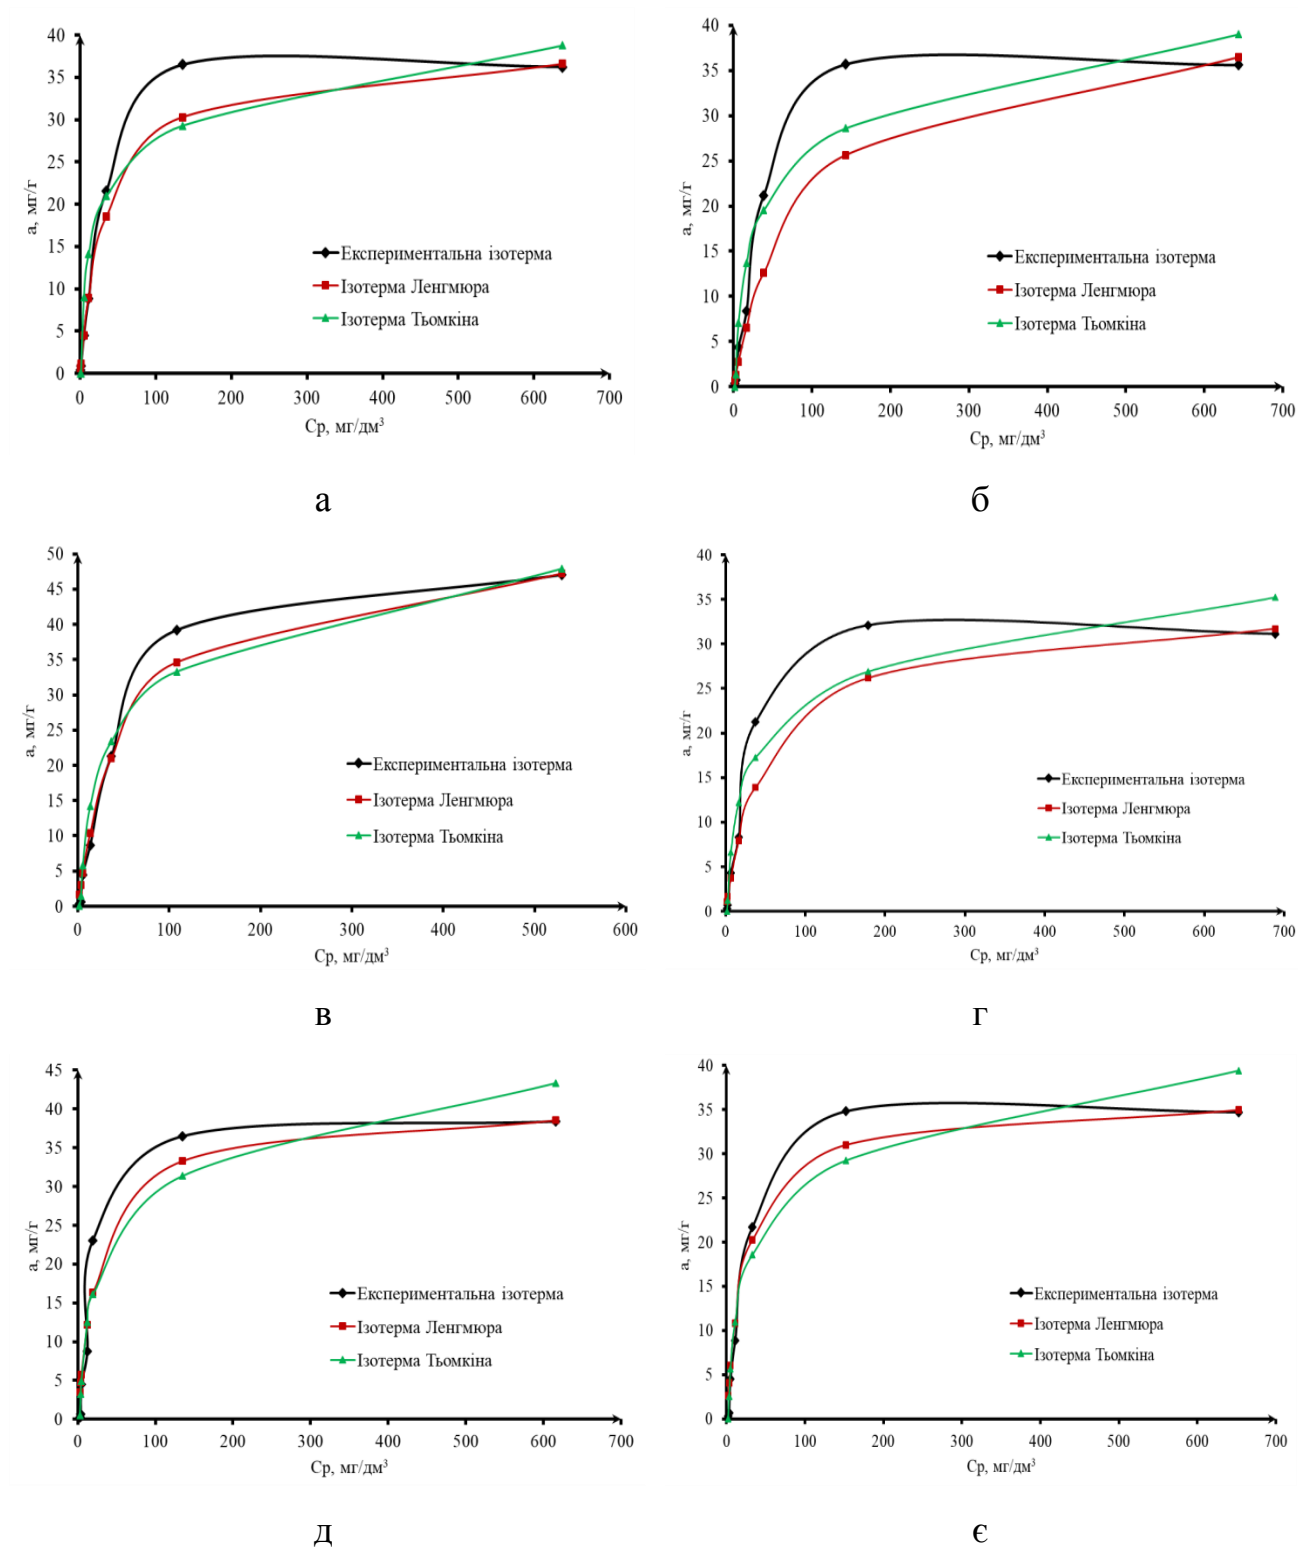 40
35
30
25
20
15
10
5
0
а, мг/г
Експериментальна ізотерма
Ізотерма Ленгмюра
Ізотерма Тьомкіна
0 100 200 300 400 500 600 700
Ср, мг/дм³
а
40
35
30
25
20
15
10
5
0
а, мг/г
Експериментальна ізотерма
Ізотерма Ленгмюра
Ізотерма Тьомкіна
0 100 200 300 400 500 600 700
Ср, мг/дм³
б
50
45
40
35
30
25
20
15
10
5
0
а, мг/г
Експериментальна ізотерма
Ізотерма Ленгмюра
Ізотерма Тьомкіна
0 100 200 300 400 500 600
Ср, мг/дм³
в
40
35
30
25
20
15
10
5
0
а, мг/г
Експериментальна ізотерма
Ізотерма Ленгмюра
Ізотерма Тьомкіна
0 100 200 300 400 500 600 700
Ср, мг/дм³
г
45
40
35
30
25
20
15
10
5
0
а, мг/г
Експериментальна ізотерма
Ізотерма Ленгмюра
Ізотерма Тьомкіна
0 100 200 300 400 500 600 700
Ср, мг/дм³
д
40
35
30
25
20
15
10
5
0
а, мг/г
Експериментальна ізотерма
Ізотерма Ленгмюра
Ізотерма Тьомкіна
0 100 200 300 400 500 600 700
Ср, мг/дм³
є